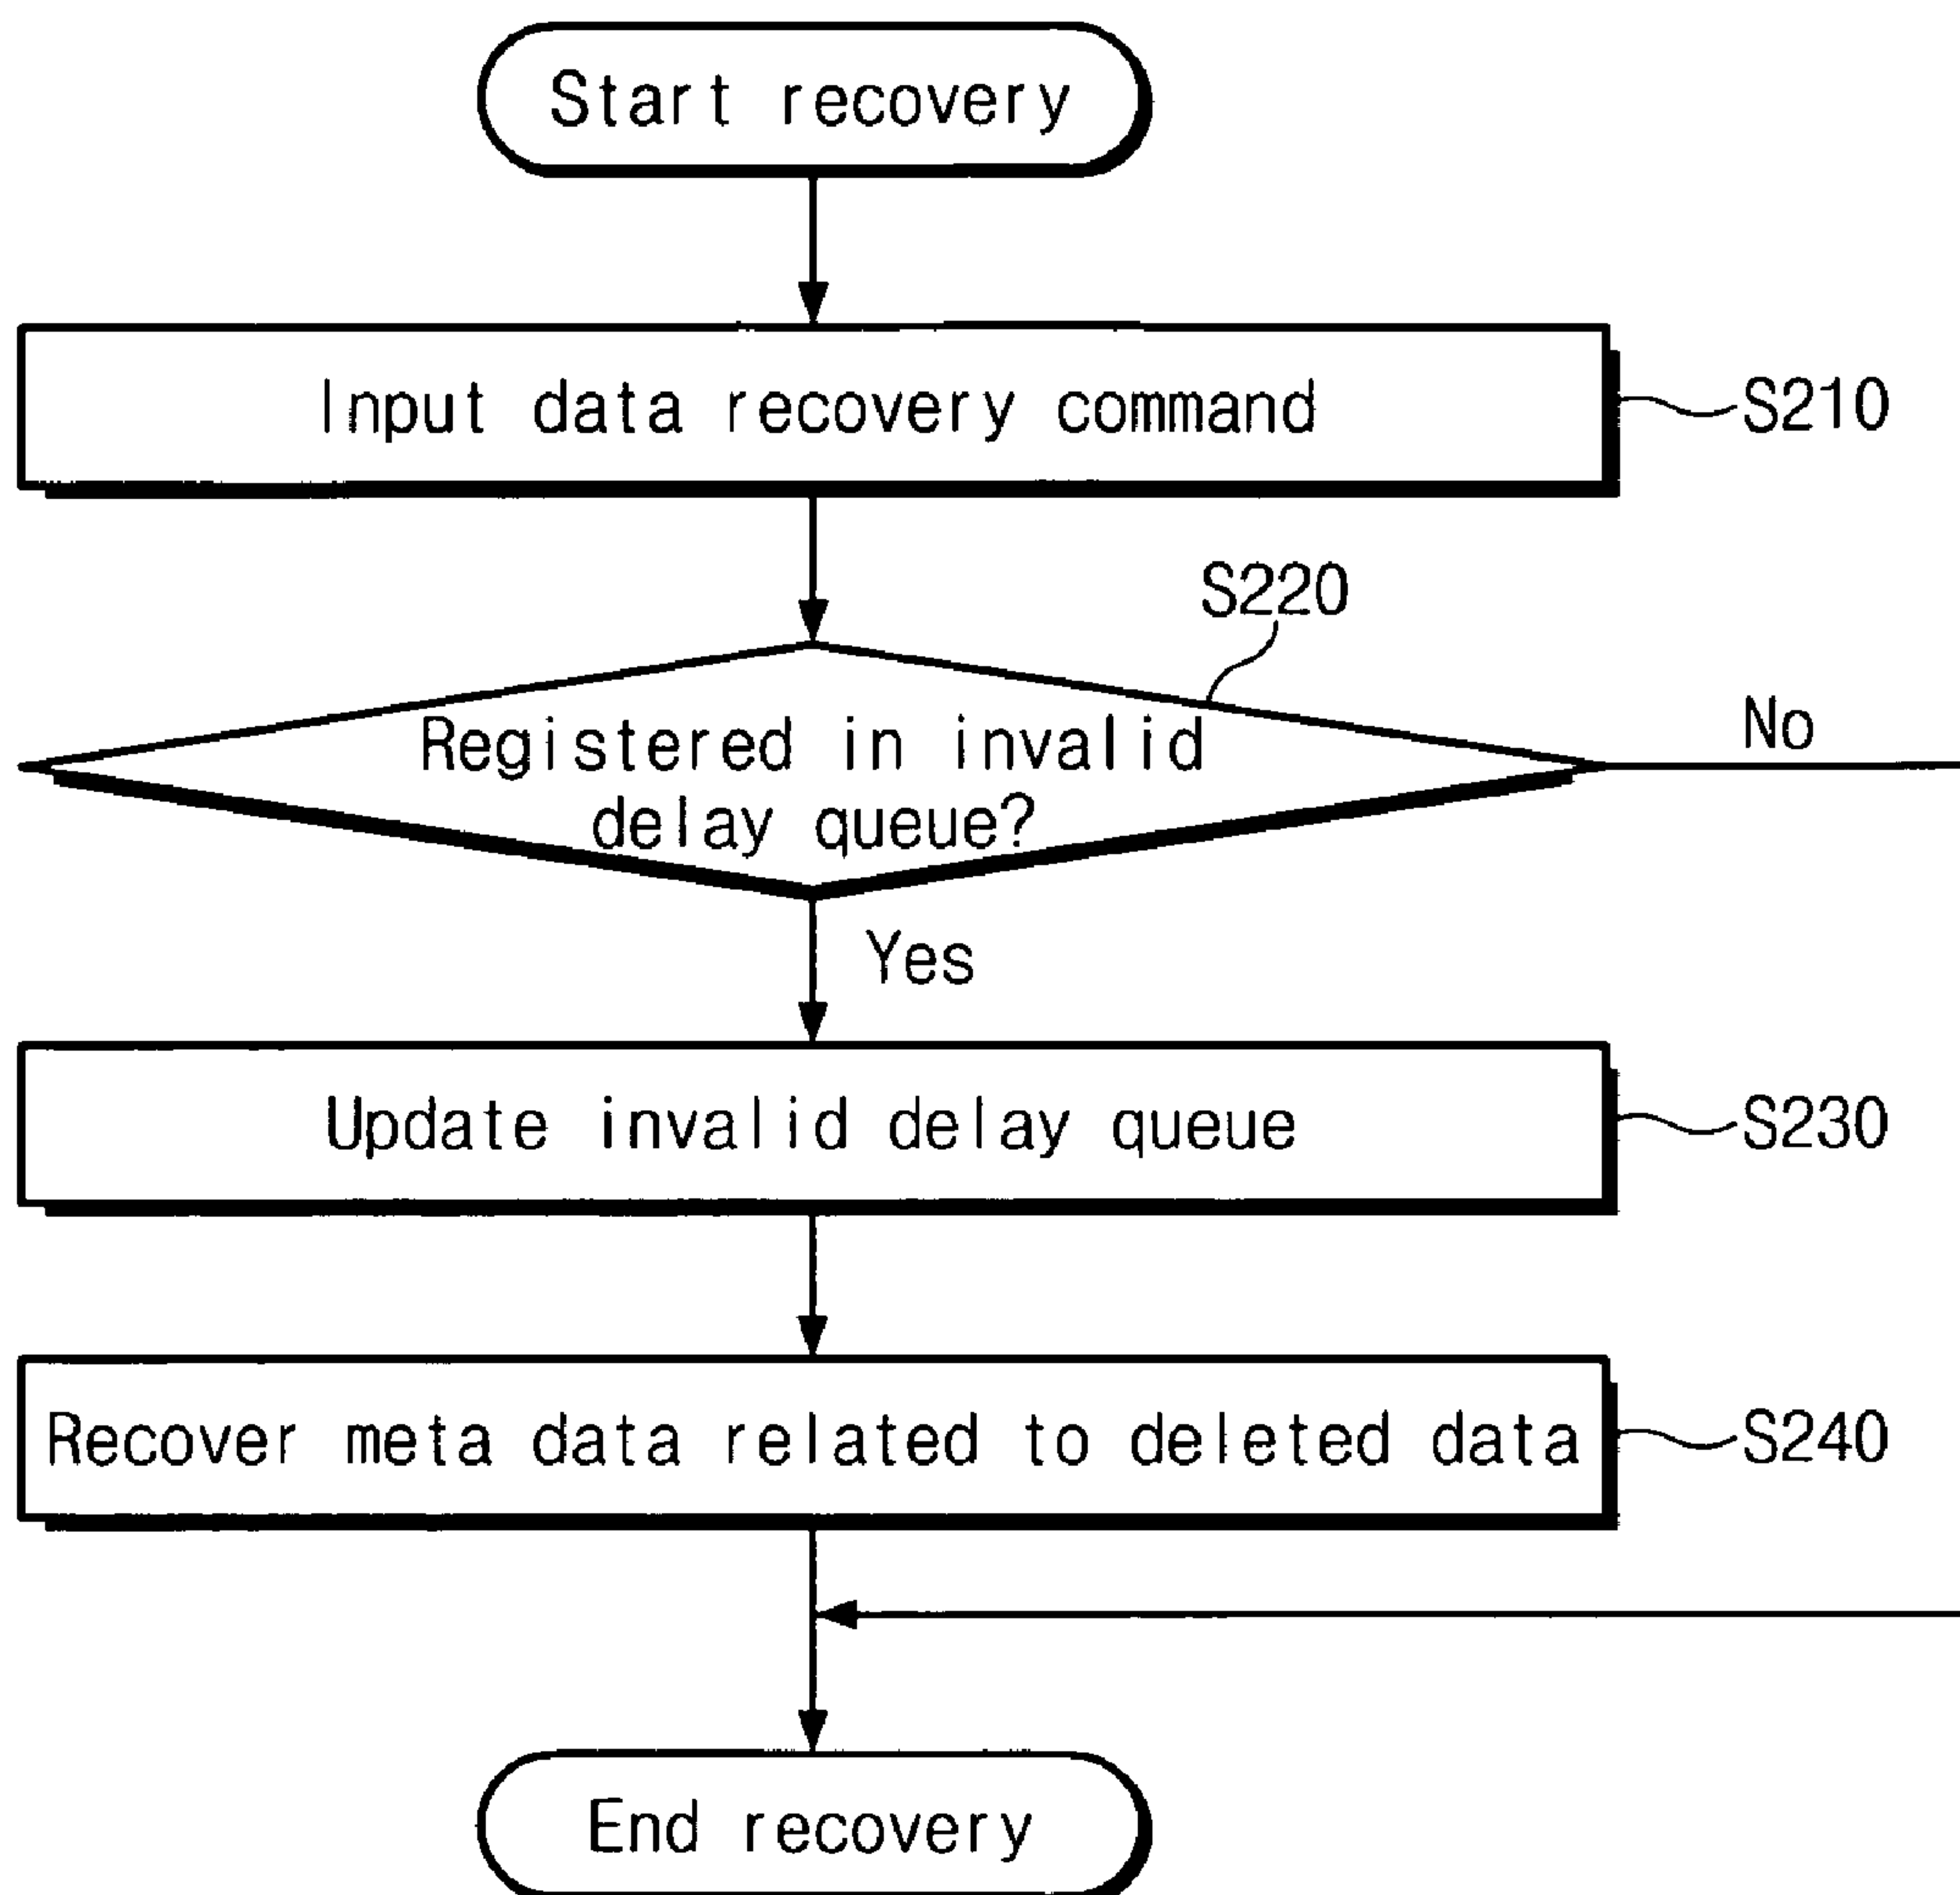 Start recovery
Input data recovery command
S210
S220
Registered in invalid
delay queue?
No
Yes
Update invalid delay queue
S230
Recover meta data related to deleted data
S240
End recovery